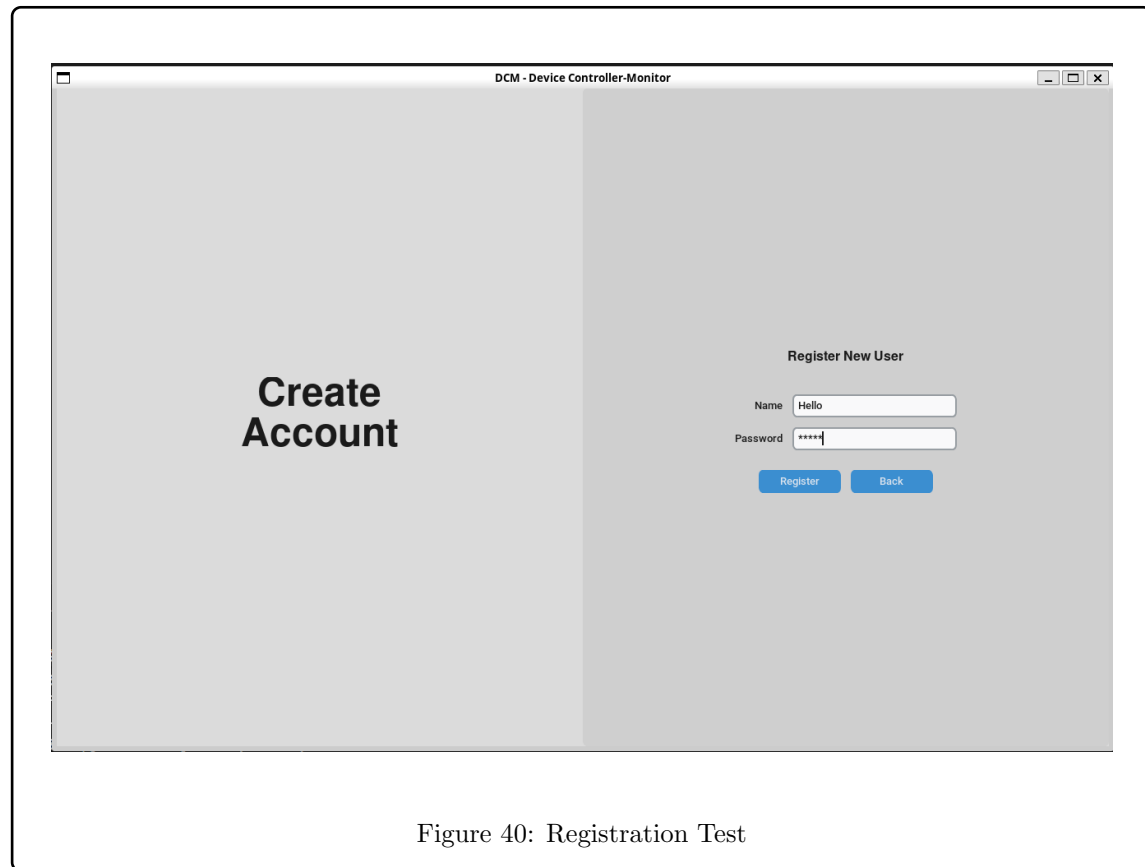 DCM - Device Controller-Monitor
Create
Account
Register New User
Name Hello
Password *****
Register Back
Figure 40: Registration Test